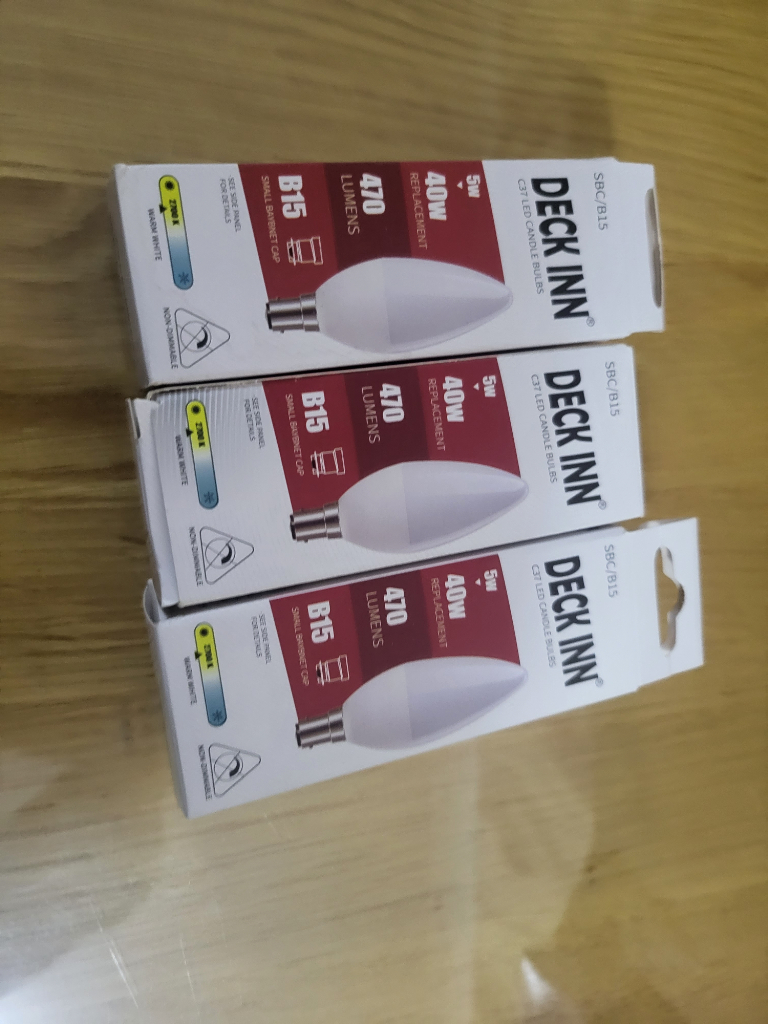 SBC/B15
DECK INN®
C37 LED CANDLE BULBS
5W
40W
REPLACEMENT
470
LUMENS
B15
SMALL BAYBNET CAP
SEE SIDE PANEL
FOR DETAILS
2700 K
WARM WHITE
NON-DIMMABLE
SBC/B15
DECK INN®
C37 LED CANDLE BULBS
5W
40W
REPLACEMENT
470
LUMENS
B15
SMALL BAYBNET CAP
SEE SIDE PANEL
FOR DETAILS
2700 K
WARM WHITE
NON-DIMMABLE
SBC/B15
DECK INN®
C37 LED CANDLE BULBS
5W
40W
REPLACEMENT
470
LUMENS
B15
SMALL BAYBNET CAP
SEE SIDE PANEL
FOR DETAILS
2700 K
WARM WHITE
NON-DIMMABLE